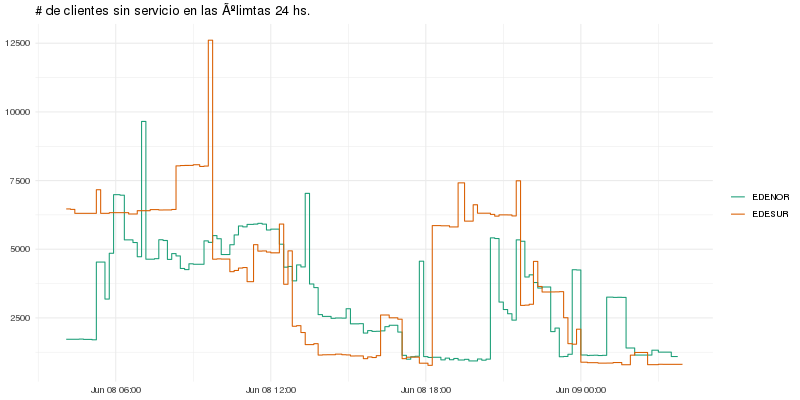 # de clientes sin servicio en las Ãºlimtas 24 hs.
12500
10000
7500
5000
2500
Jun 08 06:00
Jun 08 12:00
Jun 08 18:00
Jun 09 00:00
EDENOR
EDESUR